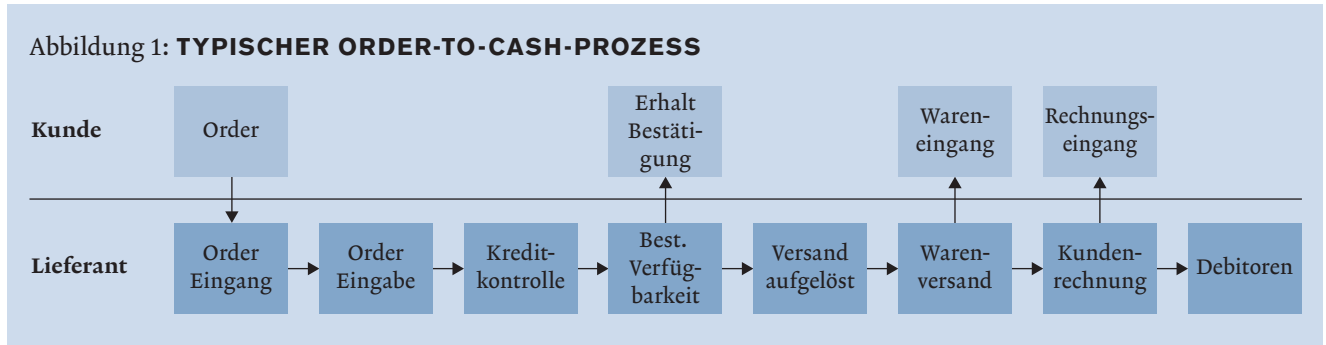 Abbildung 1: TYPISCHER ORDER-TO-CASH-PROZESS
Kunde
Order
Erhalt
Bestäti-
gung
Waren-
eingang
Rechnungs-
eingang
Lieferant
Order
Eingang
Order
Eingabe
Kredit-
kontrolle
Best.
Verfüg-
barkeit
Versand
aufgelöst
Waren-
versand
Kunden-
rechnung
Debitoren